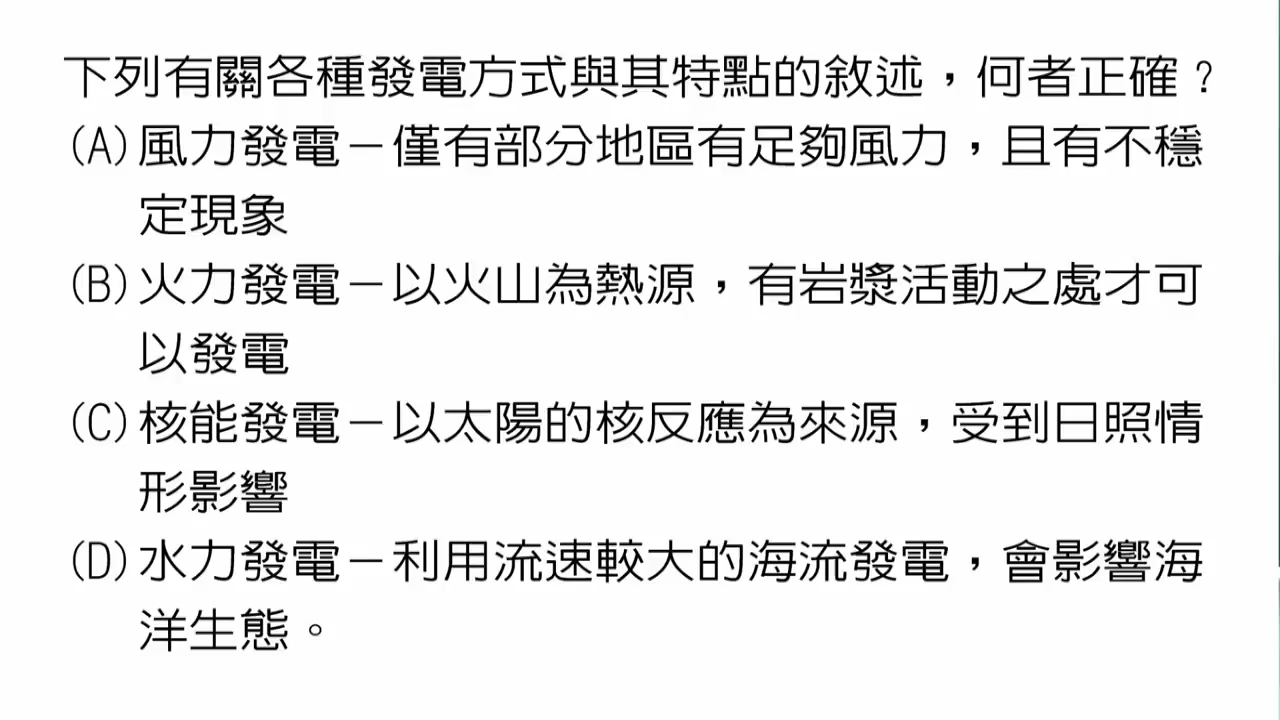 下列有關各種發電方式與其特點的敘述，何者正確？
(A)風力發電－僅有部分地區有足夠風力，且有不穩
定現象
(B)火力發電－以火山為熱源，有岩漿活動之處才可
以發電
(C)核能發電－以太陽的核反應為來源，受到日照情
形影響
(D)水力發電－利用流速較大的海流發電，會影響海
洋生態。